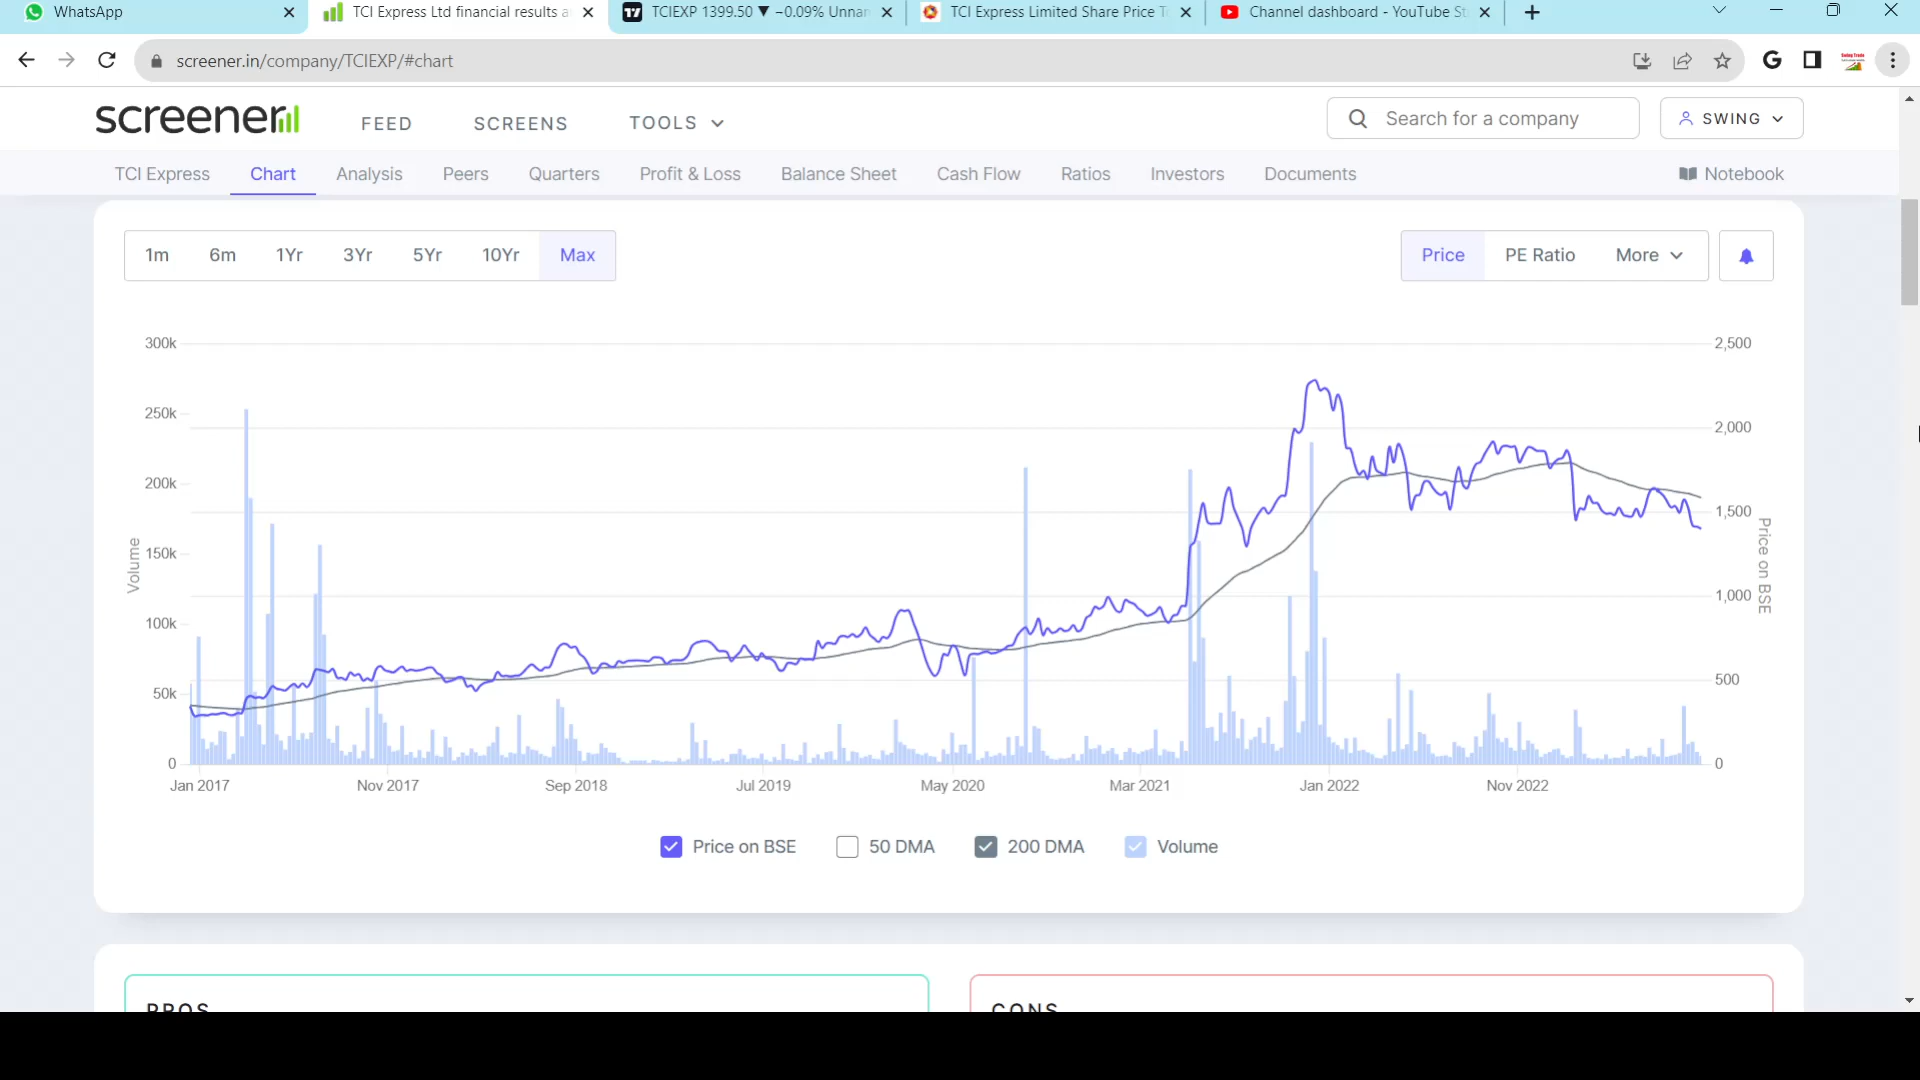 WhatsApp
TCI Express Ltd financial results a
TCIEXP 1399.50 ▼ −0.09% Unnan
TCI Express Limited Share Price T
Channel dashboard - YouTube St
screener.in/company/TCIEXP/#chart
screener
FEED
SCREENS
TOOLS
Search for a company
SWING
TCI Express
Chart
Analysis
Peers
Quarters
Profit & Loss
Balance Sheet
Cash Flow
Ratios
Investors
Documents
Notebook
1m 6m 1Yr 3Yr 5Yr 10Yr Max
Price PE Ratio More
300k
250k
200k
150k
100k
50k
0
Volume
2,500
2,000
1,500
1,000
500
0
Price on BSE
Jan 2017 Nov 2017 Sep 2018 Jul 2019 May 2020 Mar 2021 Jan 2022 Nov 2022
Price on BSE 50 DMA 200 DMA Volume
PROS
CONS